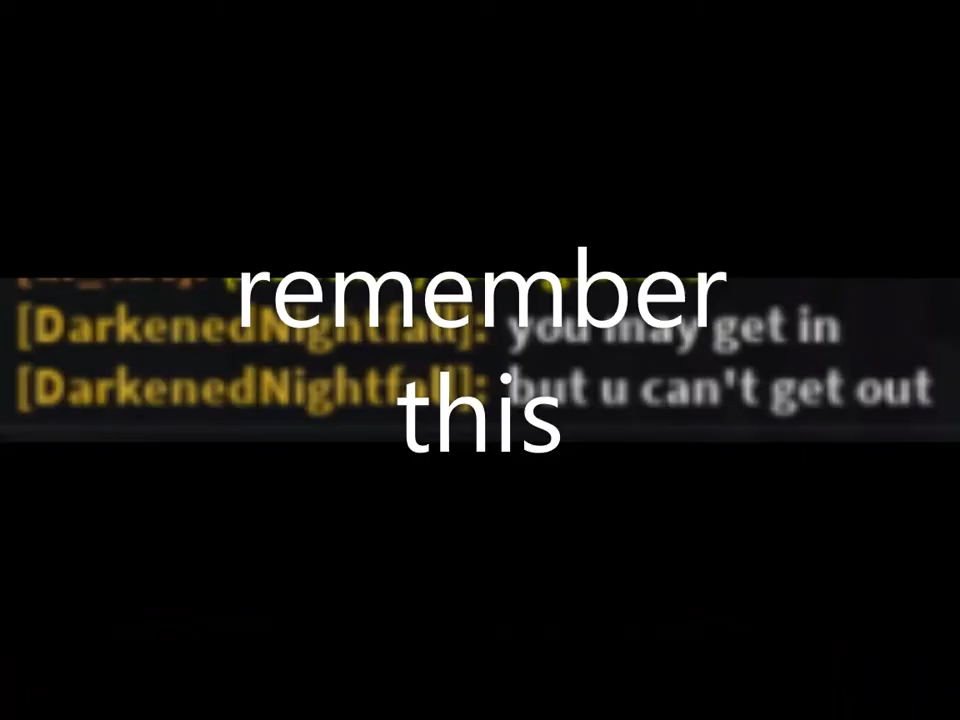 remember
[DarkenedNightfall]: you may get in
[DarkenedNightfall]: but u can't get out
this